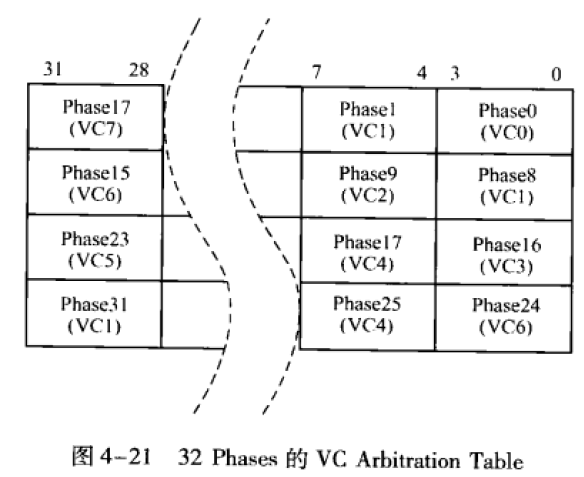 31 28 7 4 3 0
Phase17 Phase1 Phase0
(VC7) (VC1) (VC0)
Phase15 Phase9 Phase8
(VC6) (VC2) (VC1)
Phase23 Phase17 Phase16
(VC5) (VC4) (VC3)
Phase31 Phase25 Phase24
(VC1) (VC4) (VC6)
图 4-21 32 Phases 的 VC Arbitration Table